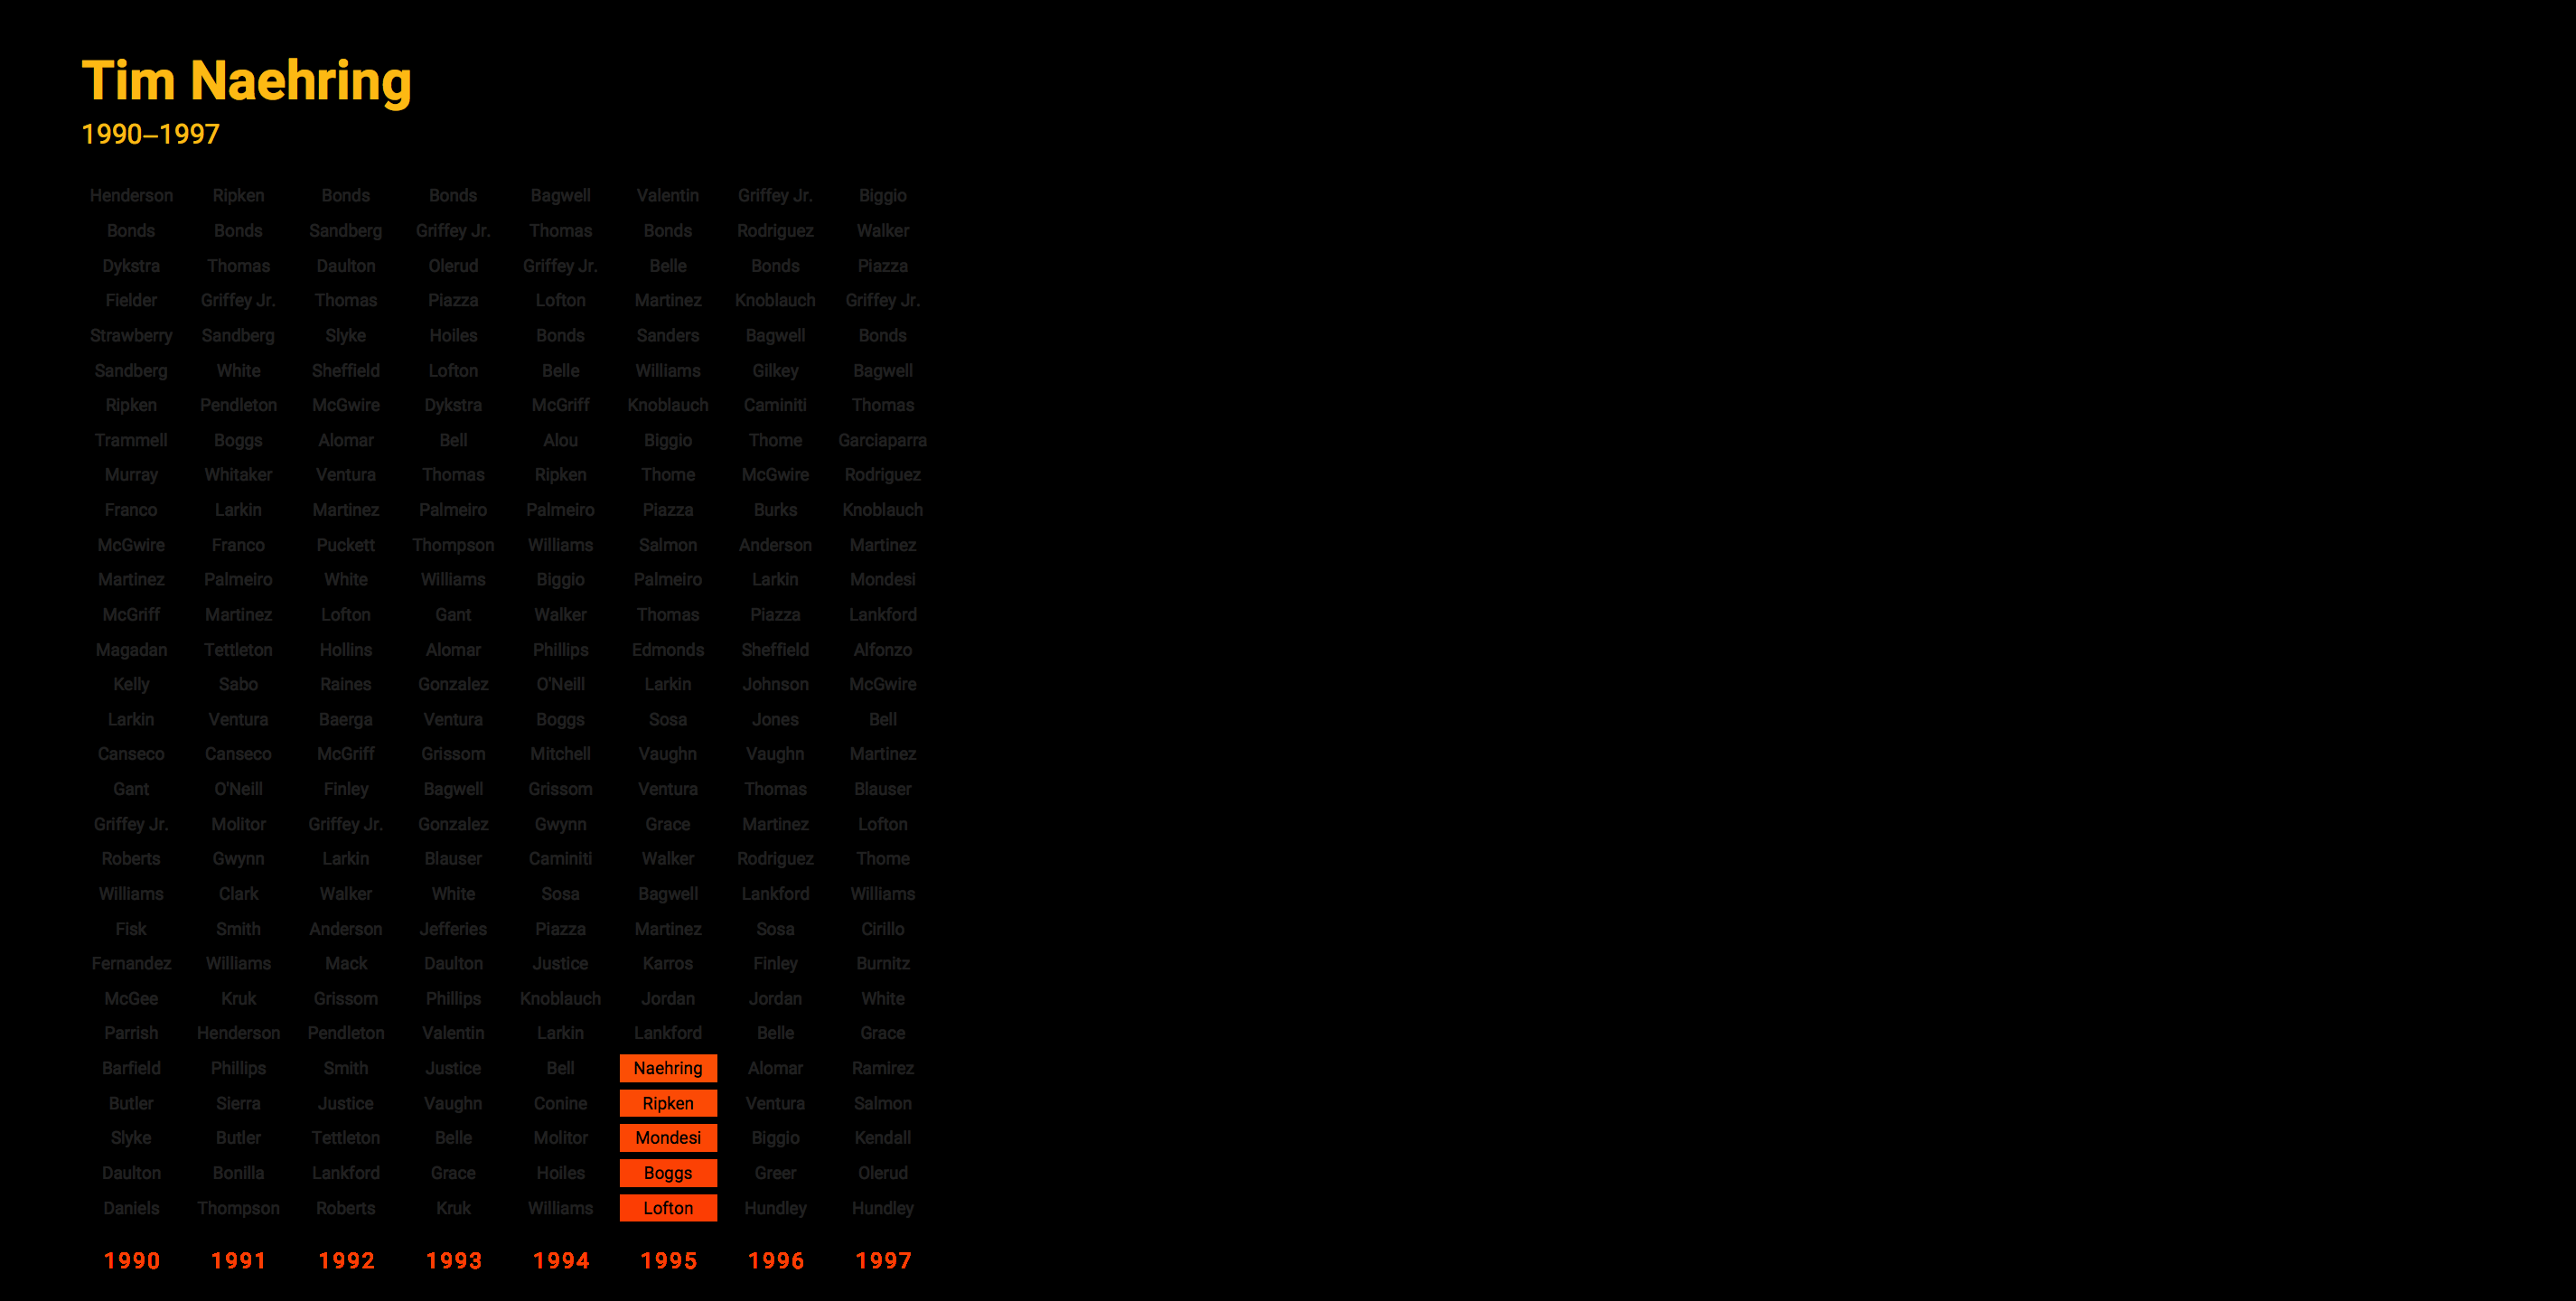 Tim Naehring
1990–1997
Henderson Ripken Bonds Bonds Bagwell Valentin Griffey Jr. Biggio
Bonds Bonds Sandberg Griffey Jr. Thomas Bonds Rodriguez Walker
Dykstra Thomas Daulton Olerud Griffey Jr. Belle Bonds Piazza
Fielder Griffey Jr. Thomas Piazza Lofton Martinez Knoblauch Griffey Jr.
Strawberry Sandberg Slyke Hoiles Bonds Sanders Bagwell Bonds
Sandberg White Sheffield Lofton Belle Williams Gilkey Bagwell
Ripken Pendleton McGwire Dykstra McGriff Knoblauch Caminiti Thomas
Trammell Boggs Alomar Bell Alou Biggio Thome Garciaparra
Murray Whitaker Ventura Thomas Ripken Thome McGwire Rodriguez
Franco Larkin Martinez Palmeiro Palmeiro Piazza Burks Knoblauch
McGwire Franco Puckett Thompson Williams Salmon Anderson Martinez
Martinez Palmeiro White Williams Biggio Palmeiro Larkin Mondesi
McGriff Martinez Lofton Gant Walker Thomas Piazza Lankford
Magadan Tettleton Hollins Alomar Phillips Edmonds Sheffield Alfonzo
Kelly Sabo Raines Gonzalez O'Neill Larkin Johnson McGwire
Larkin Ventura Baerga Ventura Boggs Sosa Jones Bell
Canseco Canseco McGriff Grissom Mitchell Vaughn Vaughn Martinez
Gant O'Neill Finley Bagwell Grissom Ventura Thomas Blauser
Griffey Jr. Molitor Griffey Jr. Gonzalez Gwynn Grace Martinez Lofton
Roberts Gwynn Larkin Blauser Caminiti Walker Rodriguez Thome
Williams Clark Walker White Sosa Bagwell Lankford Williams
Fisk Smith Anderson Jefferies Piazza Martinez Sosa Cirillo
Fernandez Williams Mack Daulton Justice Karros Finley Burnitz
McGee Kruk Grissom Phillips Knoblauch Jordan Jordan White
Parrish Henderson Pendleton Valentin Larkin Lankford Belle Grace
Barfield Phillips Smith Justice Bell Naehring Alomar Ramirez
Butler Sierra Justice Vaughn Conine Ripken Ventura Salmon
Slyke Butler Tettleton Belle Molitor Mondesi Biggio Kendall
Daulton Bonilla Lankford Grace Hoiles Boggs Greer Olerud
Daniels Thompson Roberts Kruk Williams Lofton Hundley Hundley
1990 1991 1992 1993 1994 1995 1996 1997